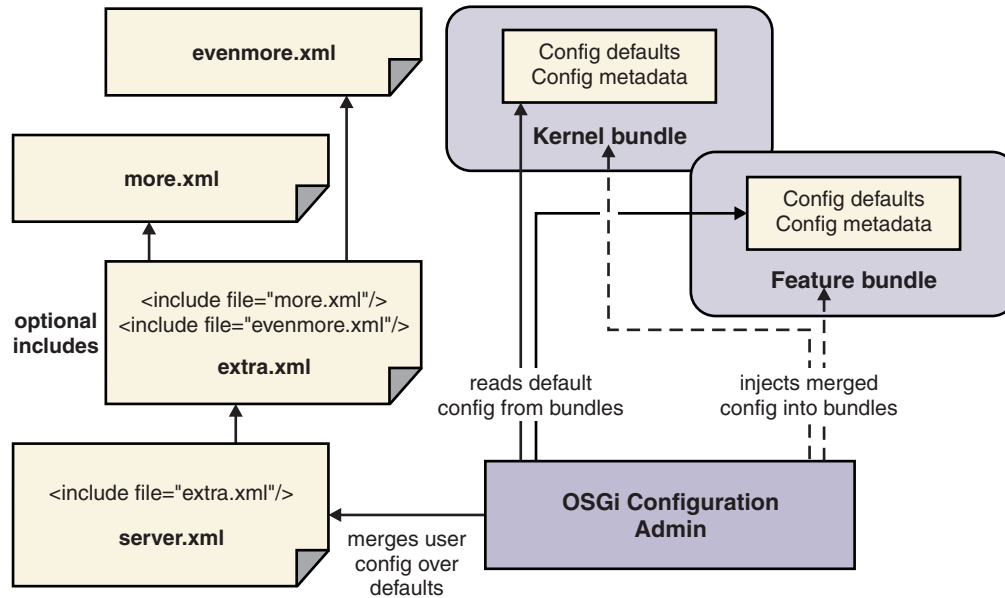 evenmore.xml
more.xml
optional
includes
<include file="more.xml"/>
<include file="evenmore.xml"/>
extra.xml
<include file="extra.xml"/>
server.xml
Config defaults
Config metadata
Kernel bundle
Config defaults
Config metadata
Feature bundle
reads default
config from bundles
injects merged
config into bundles
OSGi Configuration
Admin
merges user
config over
defaults